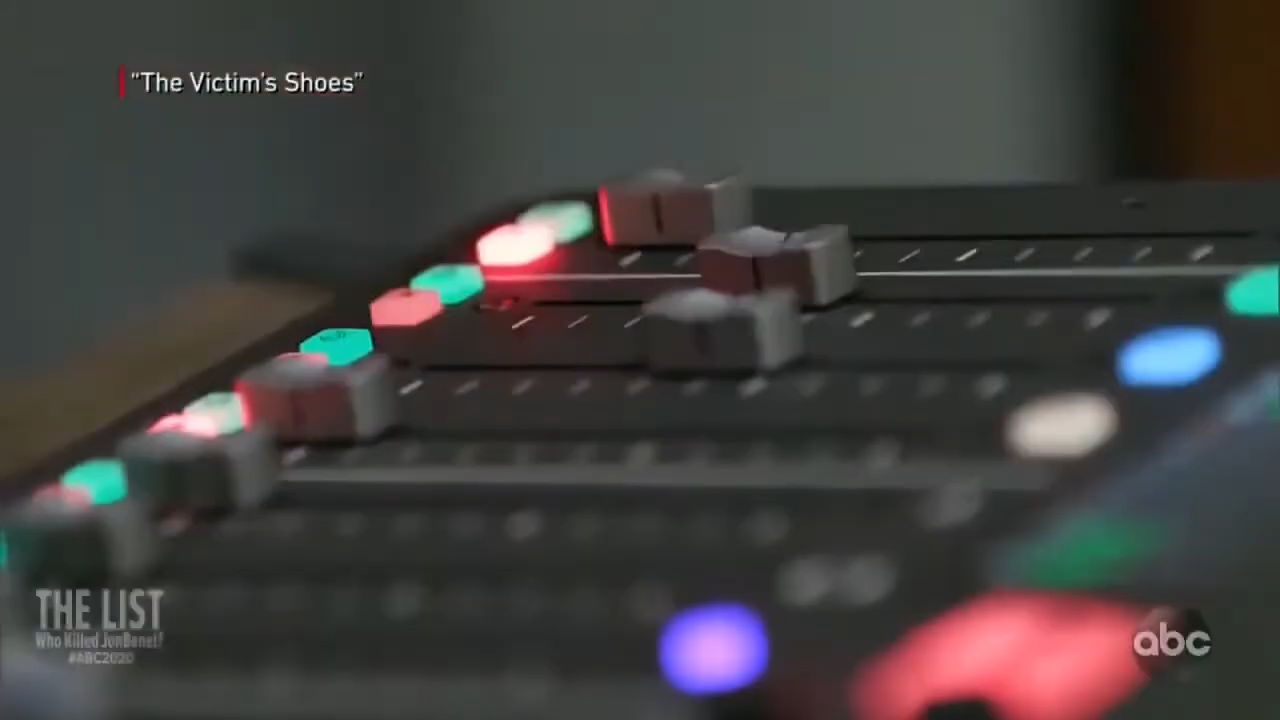 "The Victim's Shoes"
THE LIST
Who Killed JonBenet?
#ABC2020
abc